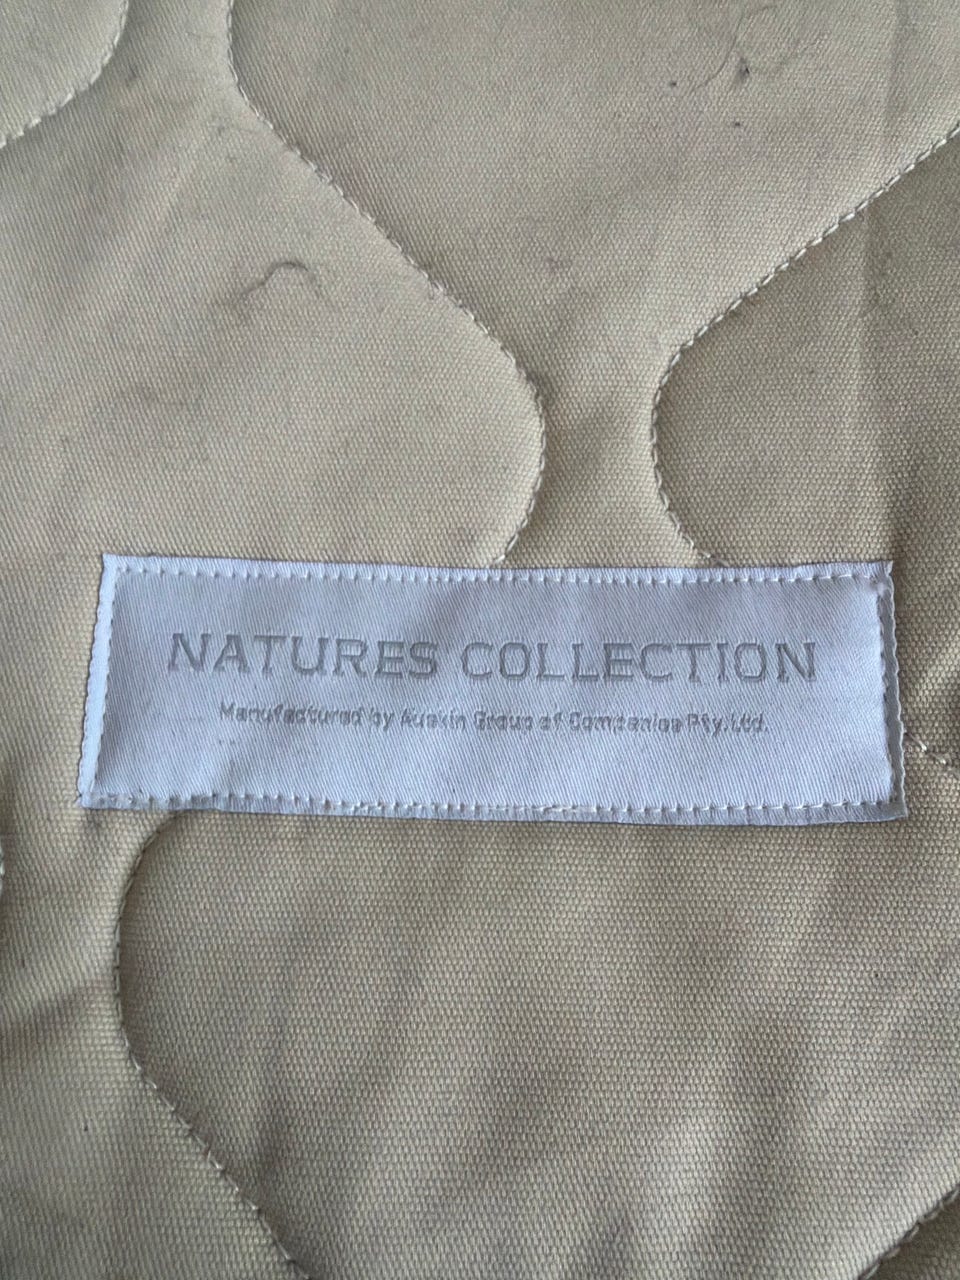 NATURES COLLECTION
Manufactured by Auskin Group of Companies Pty.Ltd.